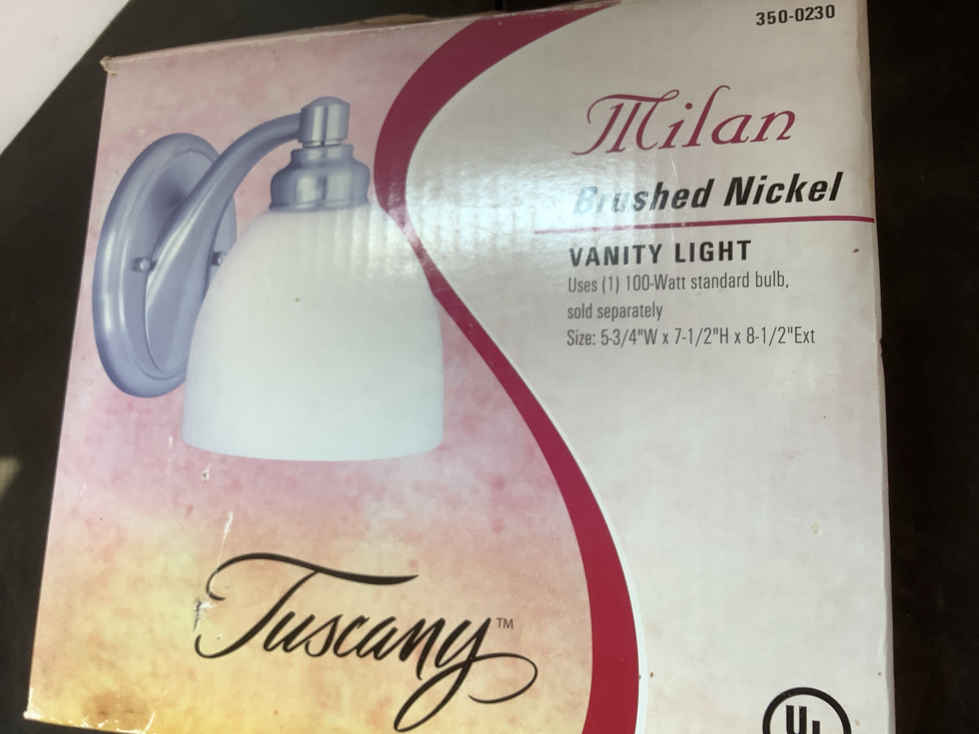 350-0230
Milan
Brushed Nickel
VANITY LIGHT
Uses (1) 100-Watt standard bulb,
sold separately
Size: 5-3/4"W x 7-1/2"H x 8-1/2"Ext
Tuscany™
UL